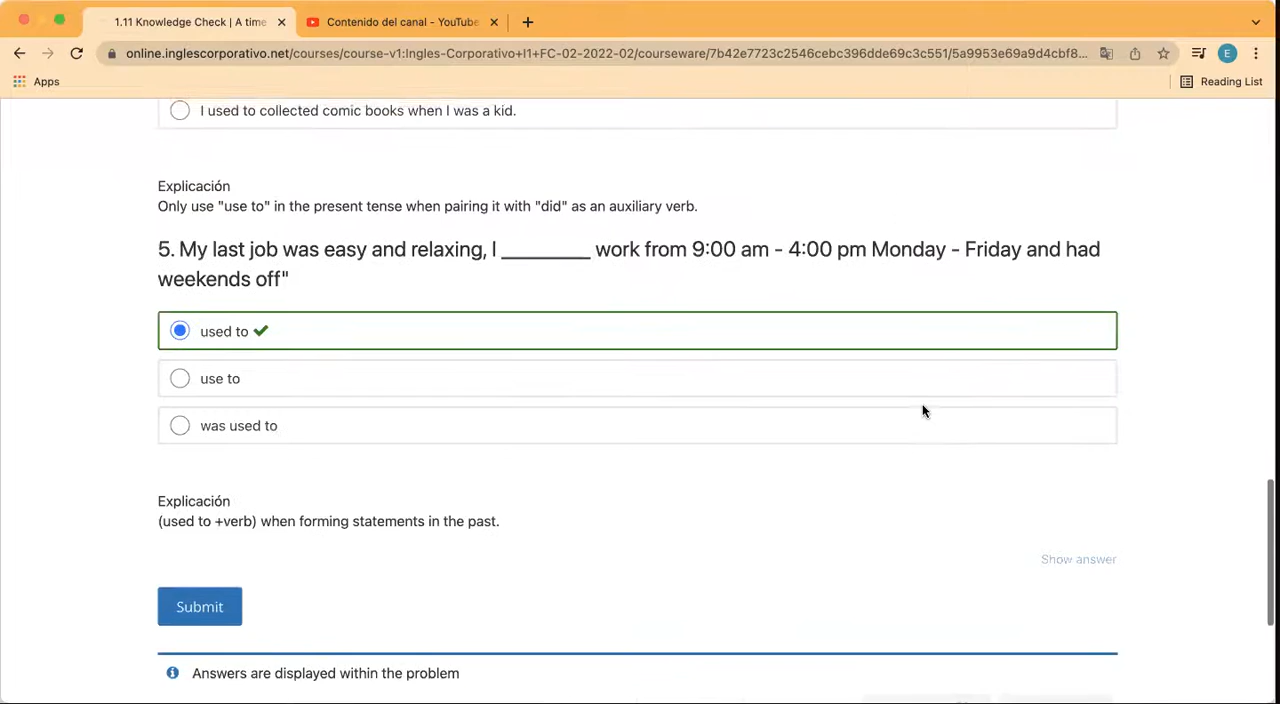 1.11 Knowledge Check | A time
Contenido del canal - YouTube
online.inglescorporativo.net/courses/course-v1:Ingles-Corporativo+I1+FC-02-2022-02/courseware/7b42e7723c2546cebc396dde69c3c551/5a9953e69a9d4cbf8...
E
Apps
Reading List
I used to collected comic books when I was a kid.
Explicación
Only use "use to" in the present tense when pairing it with "did" as an auxiliary verb.
5. My last job was easy and relaxing, I ________ work from 9:00 am - 4:00 pm Monday - Friday and had
weekends off"
used to
use to
was used to
Explicación
(used to +verb) when forming statements in the past.
Show answer
Submit
Answers are displayed within the problem